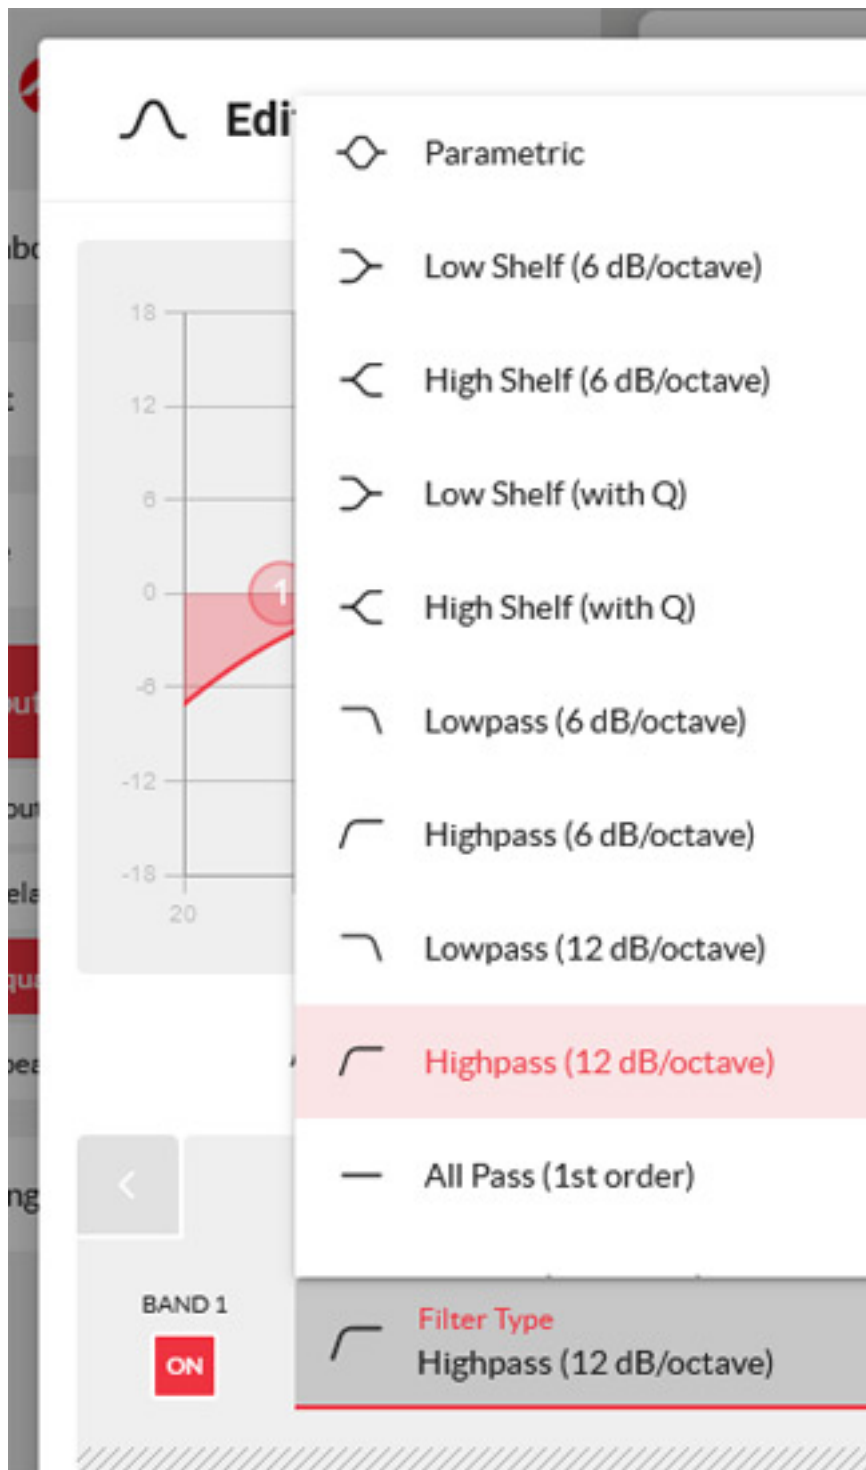 Edi
Parametric
Low Shelf (6 dB/octave)
High Shelf (6 dB/octave)
Low Shelf (with Q)
High Shelf (with Q)
Lowpass (6 dB/octave)
Highpass (6 dB/octave)
Lowpass (12 dB/octave)
Highpass (12 dB/octave)
All Pass (1st order)
18
12
6
0
1
-6
-12
-18
20
BAND 1
ON
Filter Type
Highpass (12 dB/octave)